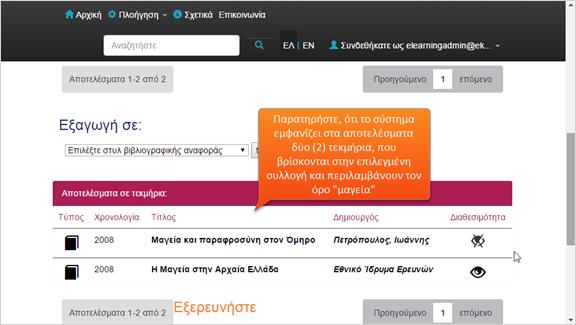 Αρχική Πλοήγηση Σχετικά Επικοινωνία
Αναζητήστε ΕΛ | EN Συνδεθήκατε ως elearningadmin@ek...
Αποτελέσματα 1-2 από 2 Προηγούμενο 1 επόμενο
Εξαγωγή σε:
Επιλέξτε στυλ βιβλιογραφικής αναφοράς
Παρατηρήστε, ότι το σύστημα
εμφανίζει στα αποτελέσματα
δύο (2) τεκμήρια, που
βρίσκονται στην επιλεγμένη
συλλογή και περιλαμβάνουν τον
όρο "μαγεία"
Αποτελέσματα σε τεκμήρια:
Τύπος Χρονολογία Τίτλος Δημιουργός Διαθεσιμότητα
2008 Μαγεία και παραφροσύνη στον Όμηρο Πετρόπουλος, Ιωάννης
2008 Η Μαγεία στην Αρχαία Ελλάδα Εθνικό Ίδρυμα Ερευνών
Αποτελέσματα 1-2 από 2 Εξερευνήστε Προηγούμενο 1 επόμενο